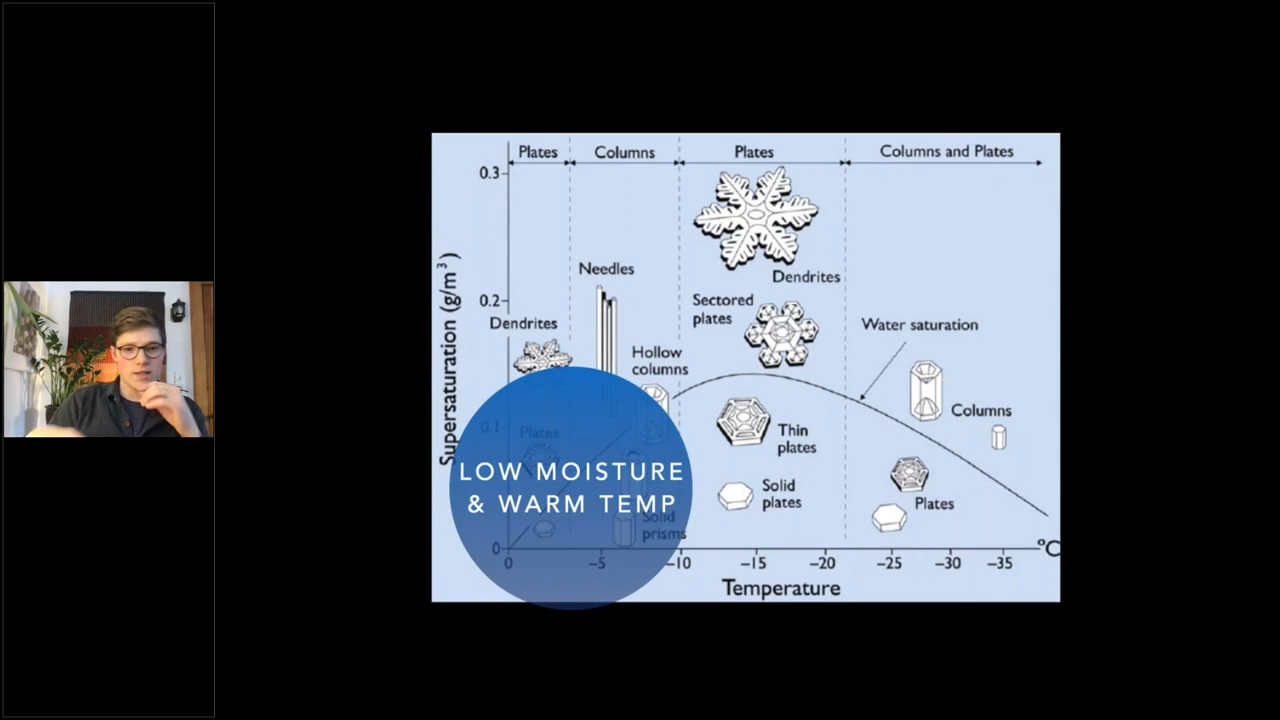 Plates
Columns
Plates
Columns and Plates
0.3
Supersaturation (g/m³)
Needles
Dendrites
0.2
Sectored
plates
Dendrites
Water saturation
Hollow
columns
Columns
0.1
Plates
Thin
plates
LOW MOISTURE
& WARM TEMP
Solid
plates
Plates
Solid
prisms
0
°C
0
–5
–10
–15
–20
–25
–30
–35
Temperature